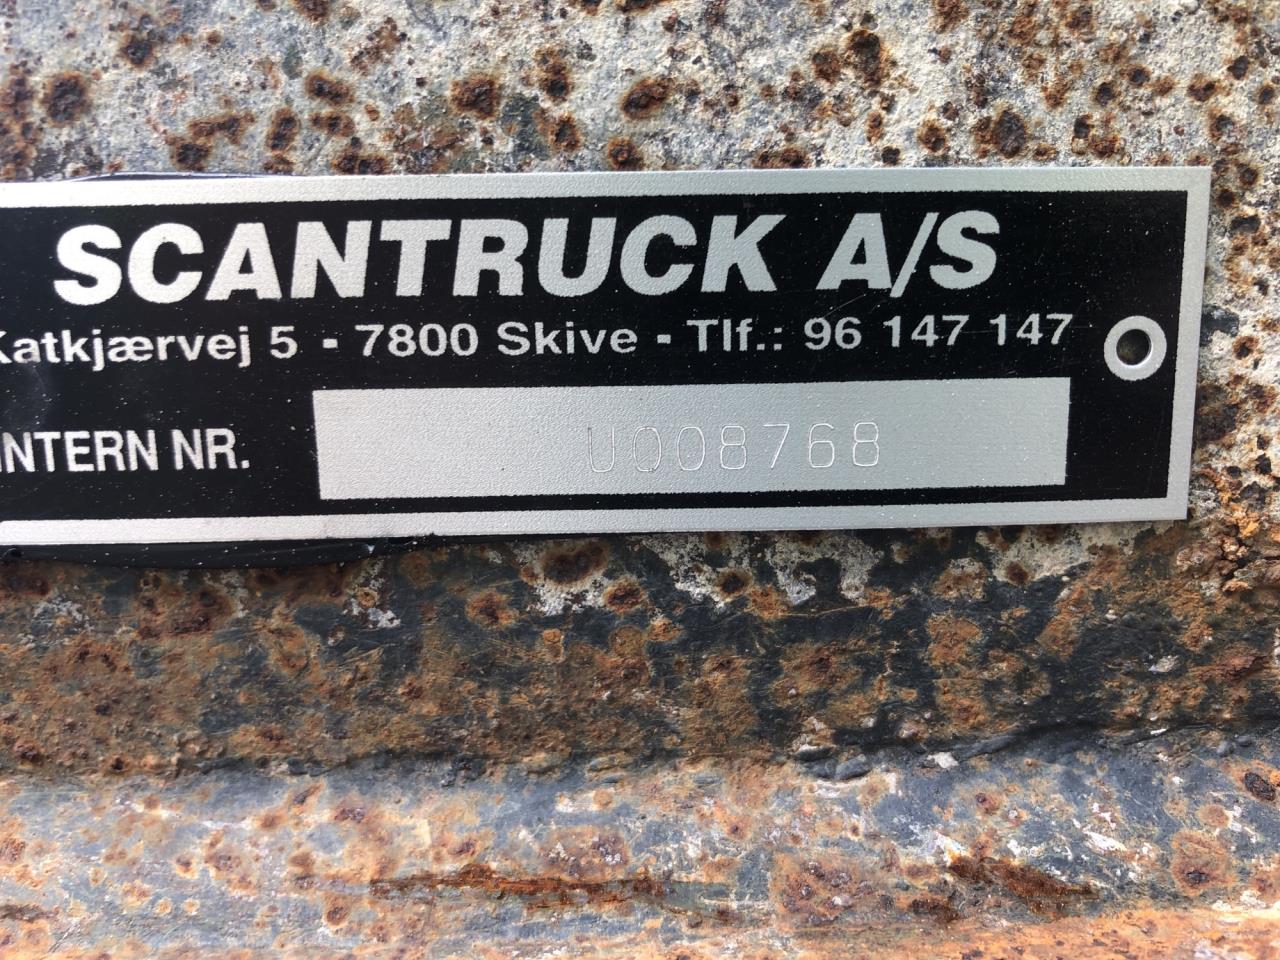 SCANTRUCK A/S
Katkjærvej 5 - 7800 Skive - Tlf.: 96 147 147
INTERN NR. U008768